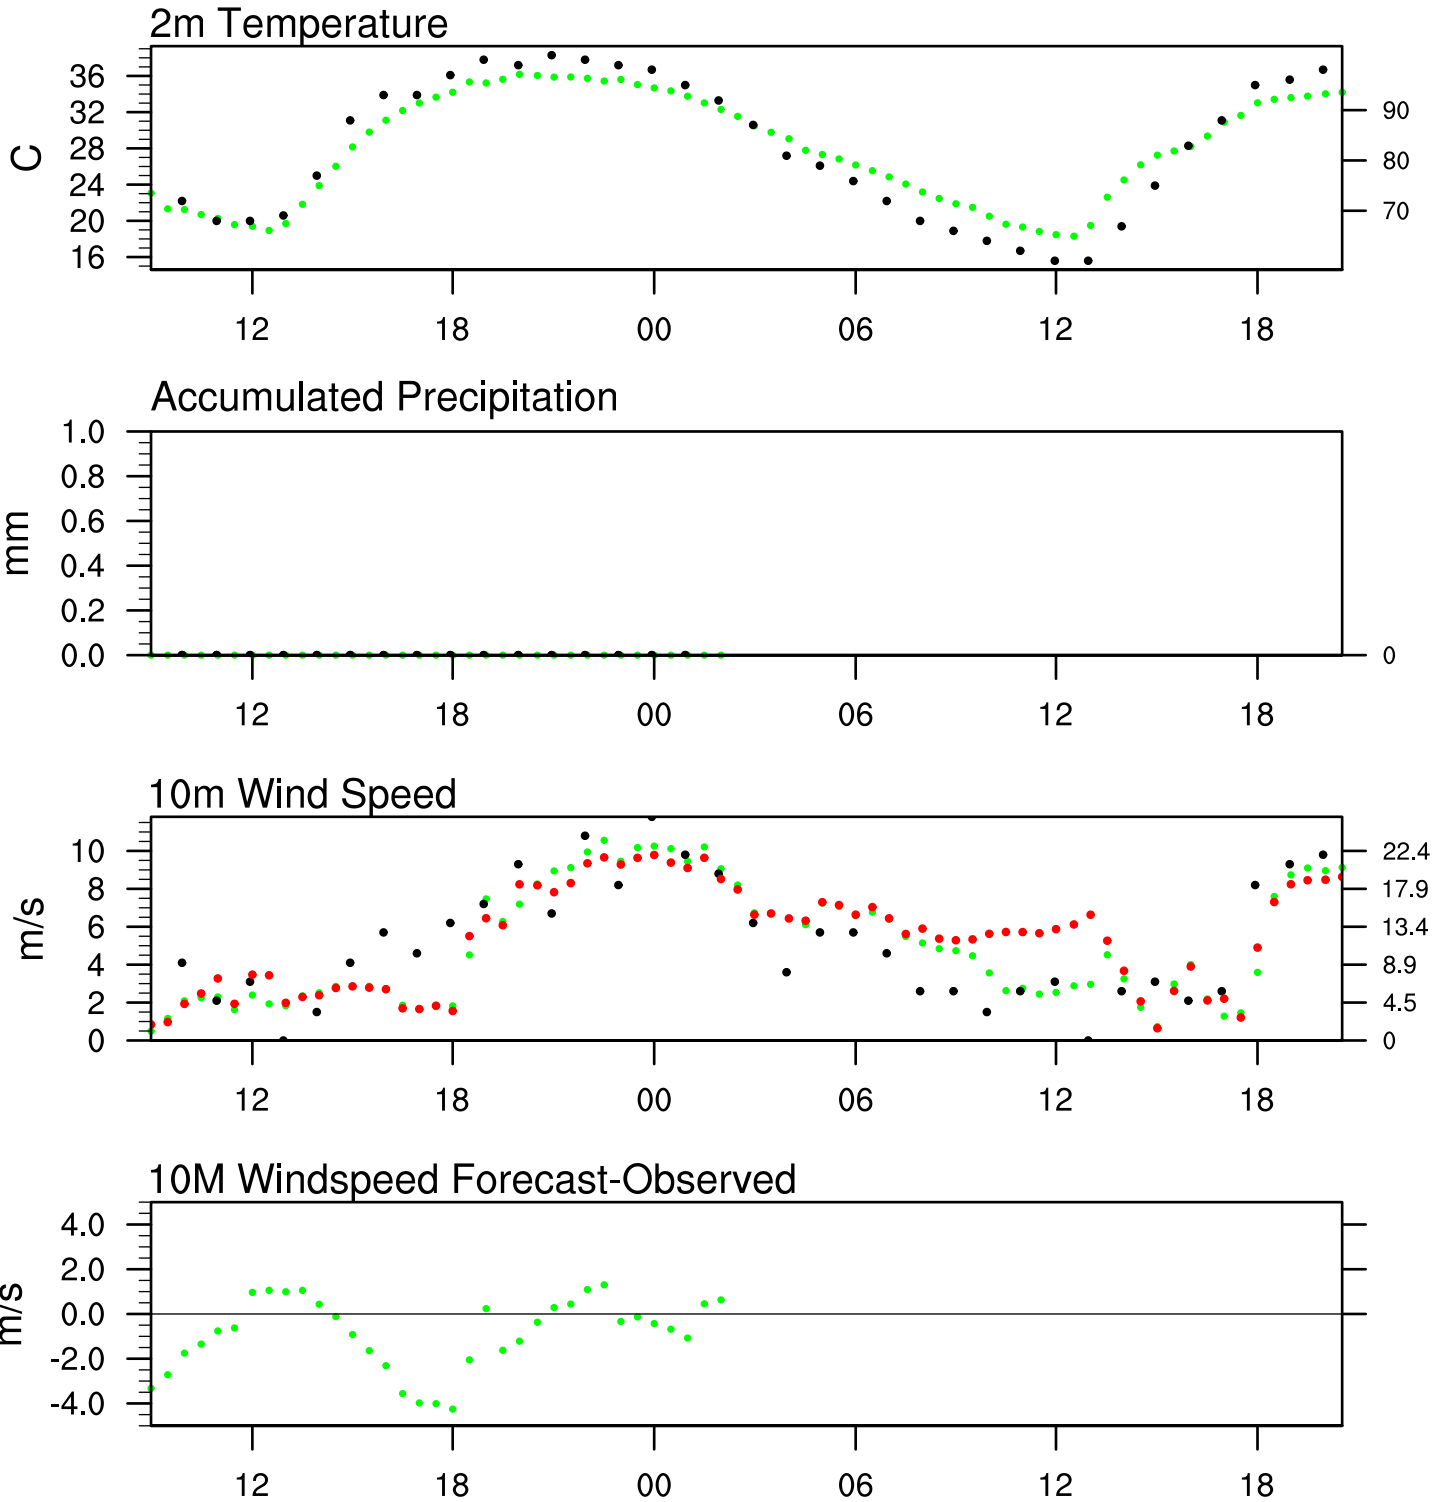 2m Temperature
36
32
90
28
80
C
24
70
20
16
12 18 00 06 12 18
Accumulated Precipitation
1.0
0.8
0.6
mm
0.4
0.2
0.0 0
12 18 00 06 12 18
10m Wind Speed
10 22.4
8 17.9
6 13.4
m/s
4 8.9
2 4.5
0 0
12 18 00 06 12 18
10M Windspeed Forecast-Observed
4.0
2.0
0.0
m/s
-2.0
-4.0
12 18 00 06 12 18